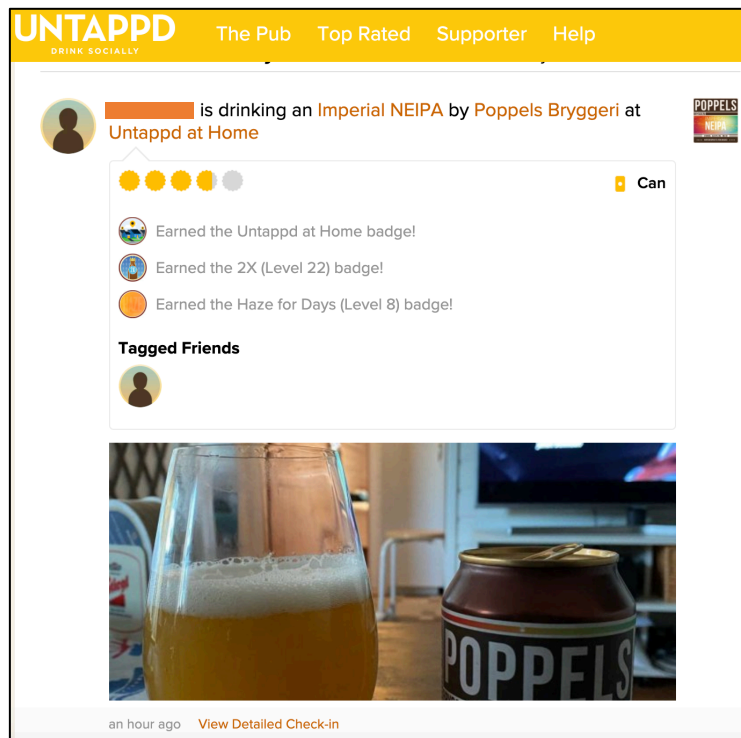 UNTAPPD
DRINK SOCIALLY
The Pub Top Rated Supporter Help
is drinking an Imperial NEIPA by Poppels Bryggeri at
Untappd at Home
POPPELS
NEIPA
Can
Earned the Untappd at Home badge!
Earned the 2X (Level 22) badge!
Earned the Haze for Days (Level 8) badge!
Tagged Friends
POPPELS
an hour ago View Detailed Check-in